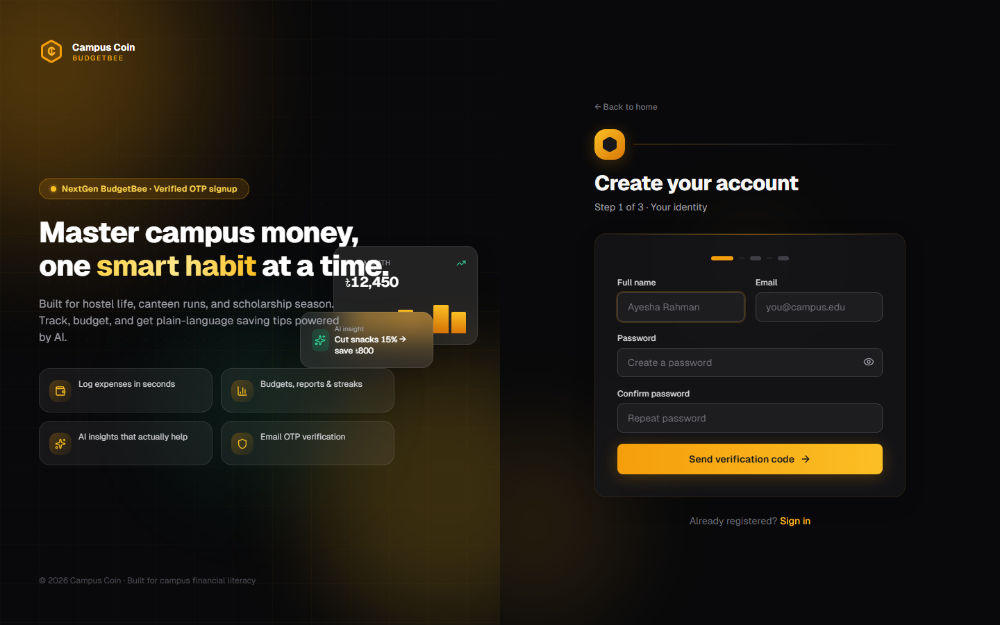 Campus Coin
BUDGETBEE
NextGen BudgetBee · Verified OTP signup
Master campus money,
one smart habit at a time.
Built for hostel life, canteen runs, and scholarship season.
Track, budget, and get plain-language saving tips powered
by AI.
৳12,450
AI insight
Cut snacks 15% →
save ৳800
Log expenses in seconds
Budgets, reports & streaks
AI insights that actually help
Email OTP verification
© 2026 Campus Coin · Built for campus financial literacy
← Back to home
Create your account
Step 1 of 3 · Your identity
Full name
Email
Ayesha Rahman
you@campus.edu
Password
Create a password
Confirm password
Repeat password
Send verification code →
Already registered? Sign in